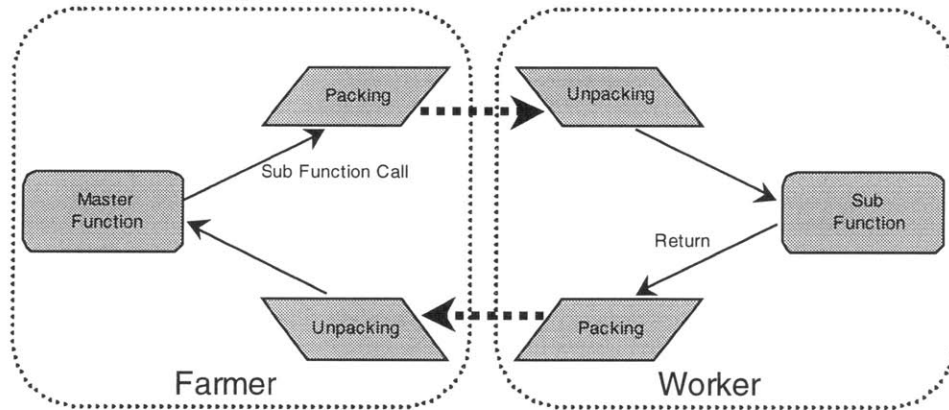 Packing
Unpacking
Sub Function Call
Master
Function
Sub
Function
Return
Unpacking
Packing
Farmer
Worker